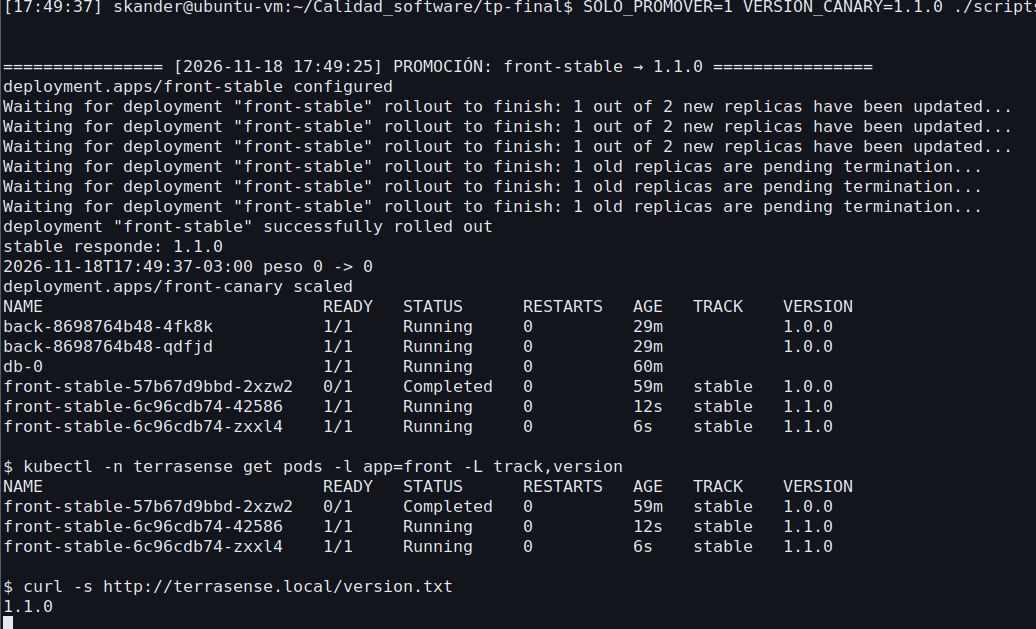 [17:49:37] skander@ubuntu-vm:~/Calidad_software/tp-final$ SOLO_PROMOVER=1 VERSION_CANARY=1.1.0 ./scripts
================ [2026-11-18 17:49:25] PROMOCIÓN: front-stable → 1.1.0 ================
deployment.apps/front-stable configured
Waiting for deployment "front-stable" rollout to finish: 1 out of 2 new replicas have been updated...
Waiting for deployment "front-stable" rollout to finish: 1 out of 2 new replicas have been updated...
Waiting for deployment "front-stable" rollout to finish: 1 out of 2 new replicas have been updated...
Waiting for deployment "front-stable" rollout to finish: 1 old replicas are pending termination...
Waiting for deployment "front-stable" rollout to finish: 1 old replicas are pending termination...
Waiting for deployment "front-stable" rollout to finish: 1 old replicas are pending termination...
deployment "front-stable" successfully rolled out
stable responde: 1.1.0
2026-11-18T17:49:37-03:00 peso 0 -> 0
deployment.apps/front-canary scaled
NAME                            READY   STATUS      RESTARTS   AGE   TRACK    VERSION
back-8698764b48-4fk8k           1/1     Running     0          29m            1.0.0
back-8698764b48-qdfjd           1/1     Running     0          29m            1.0.0
db-0                            1/1     Running     0          60m
front-stable-57b67d9bbd-2xzw2   0/1     Completed   0          59m   stable   1.0.0
front-stable-6c96cdb74-42586    1/1     Running     0          12s   stable   1.1.0
front-stable-6c96cdb74-zxxl4    1/1     Running     0          6s    stable   1.1.0
$ kubectl -n terrasense get pods -l app=front -L track,version
NAME                            READY   STATUS      RESTARTS   AGE   TRACK    VERSION
front-stable-57b67d9bbd-2xzw2   0/1     Completed   0          59m   stable   1.0.0
front-stable-6c96cdb74-42586    1/1     Running     0          12s   stable   1.1.0
front-stable-6c96cdb74-zxxl4    1/1     Running     0          6s    stable   1.1.0
$ curl -s http://terrasense.local/version.txt
1.1.0